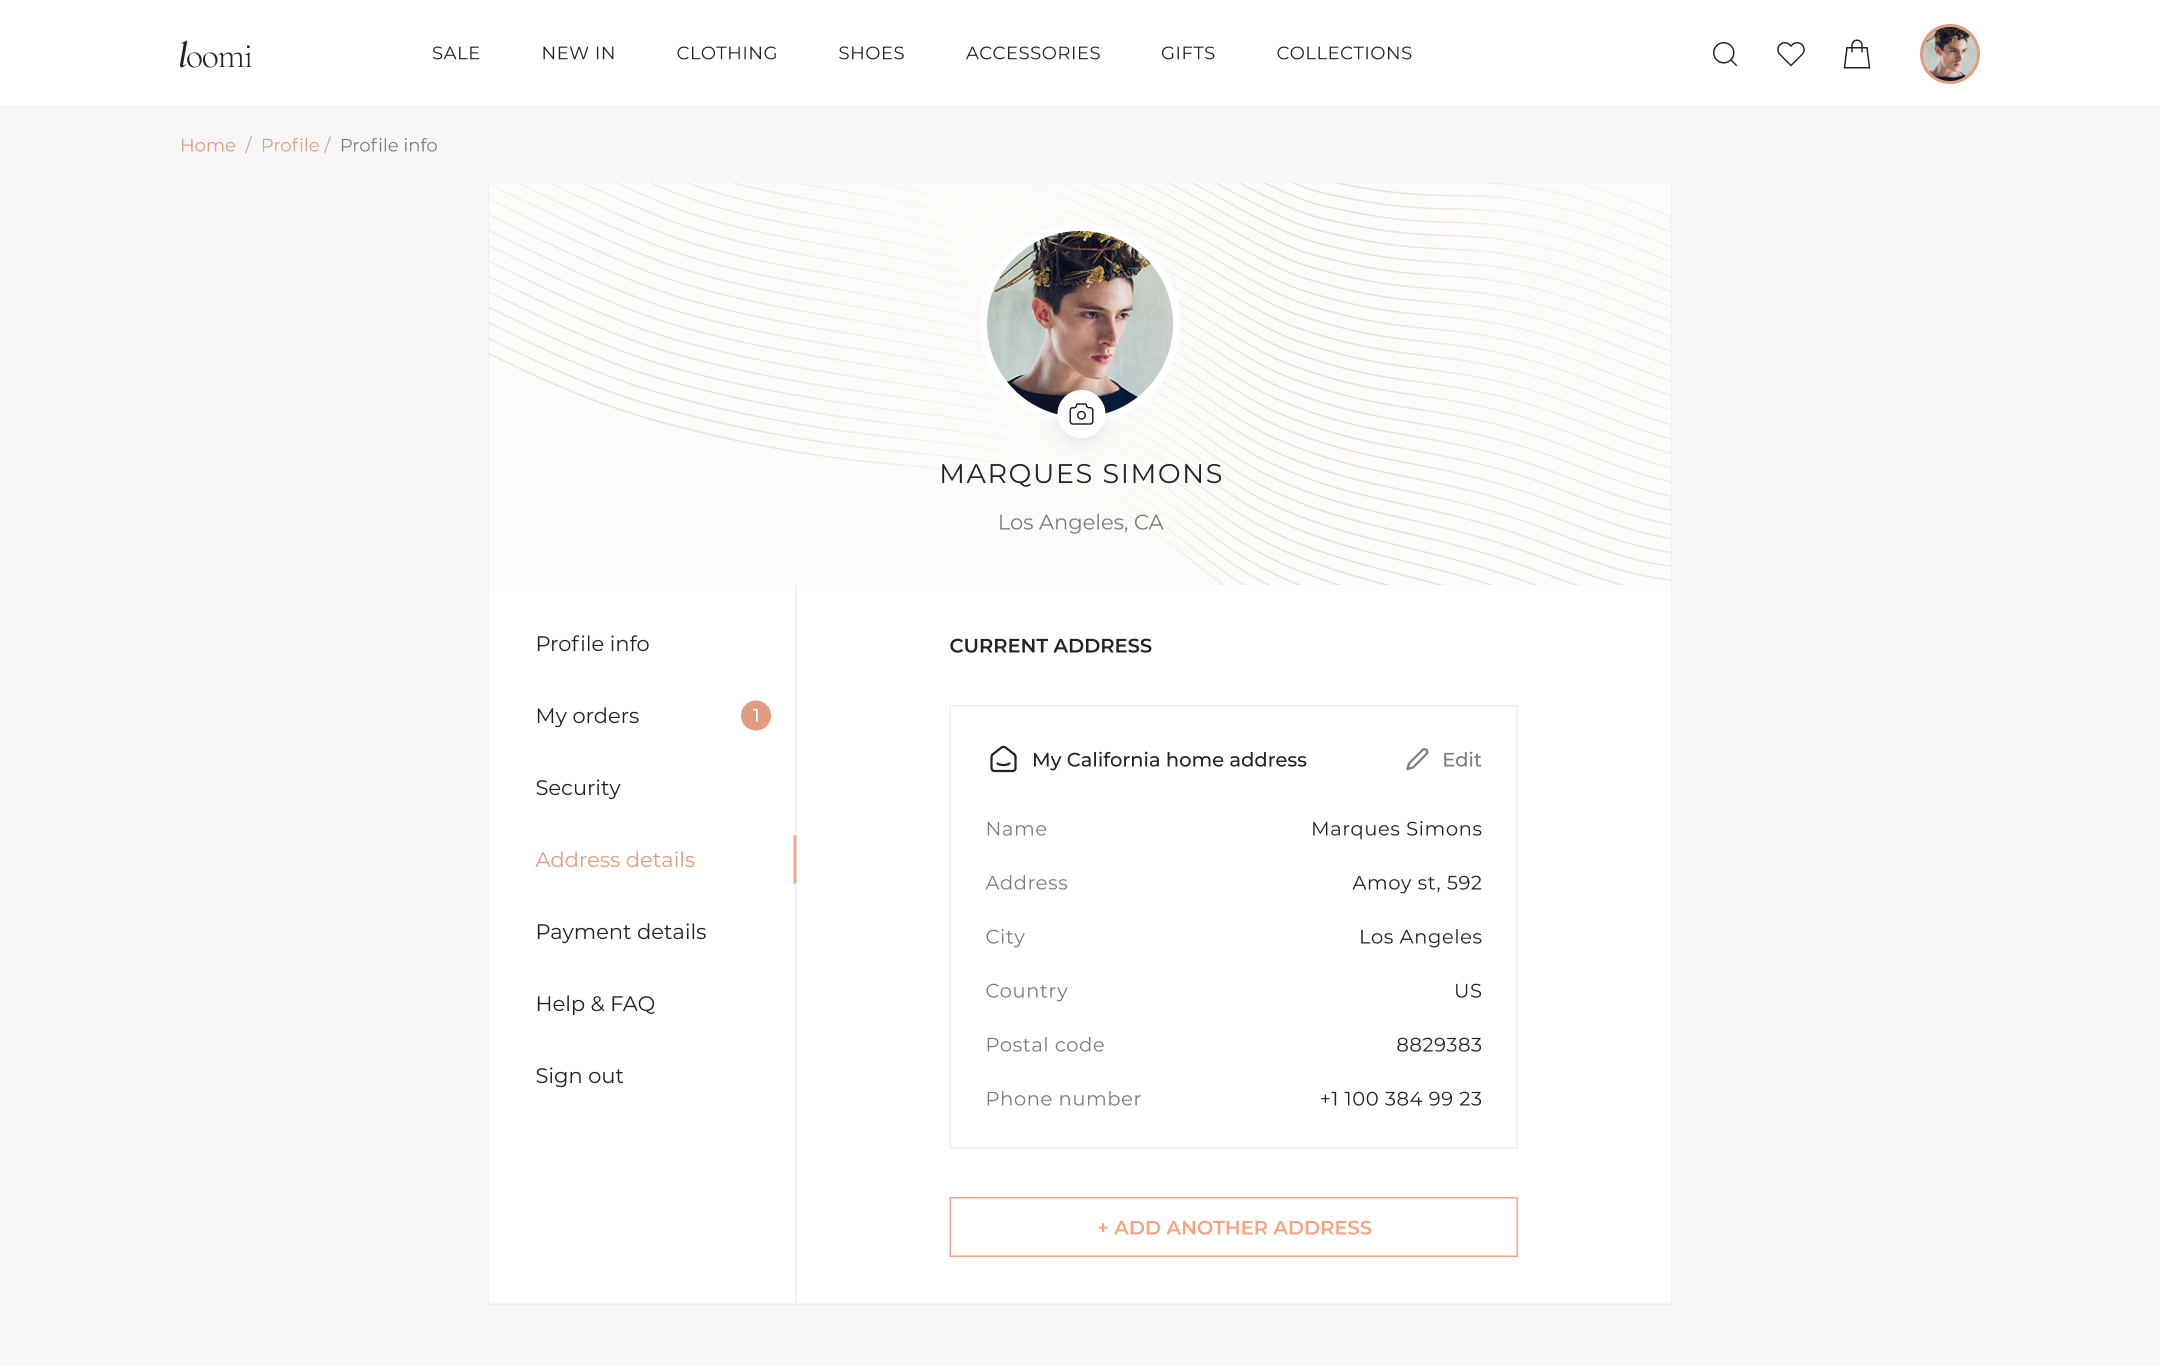 loomi
SALE NEW IN CLOTHING SHOES ACCESSORIES GIFTS COLLECTIONS
Home / Profile / Profile info
MARQUES SIMONS
Los Angeles, CA
Profile info
My orders 1
Security
Address details
Payment details
Help & FAQ
Sign out
CURRENT ADDRESS
My California home address Edit
Name Marques Simons
Address Amoy st, 592
City Los Angeles
Country US
Postal code 8829383
Phone number +1 100 384 99 23
+ ADD ANOTHER ADDRESS